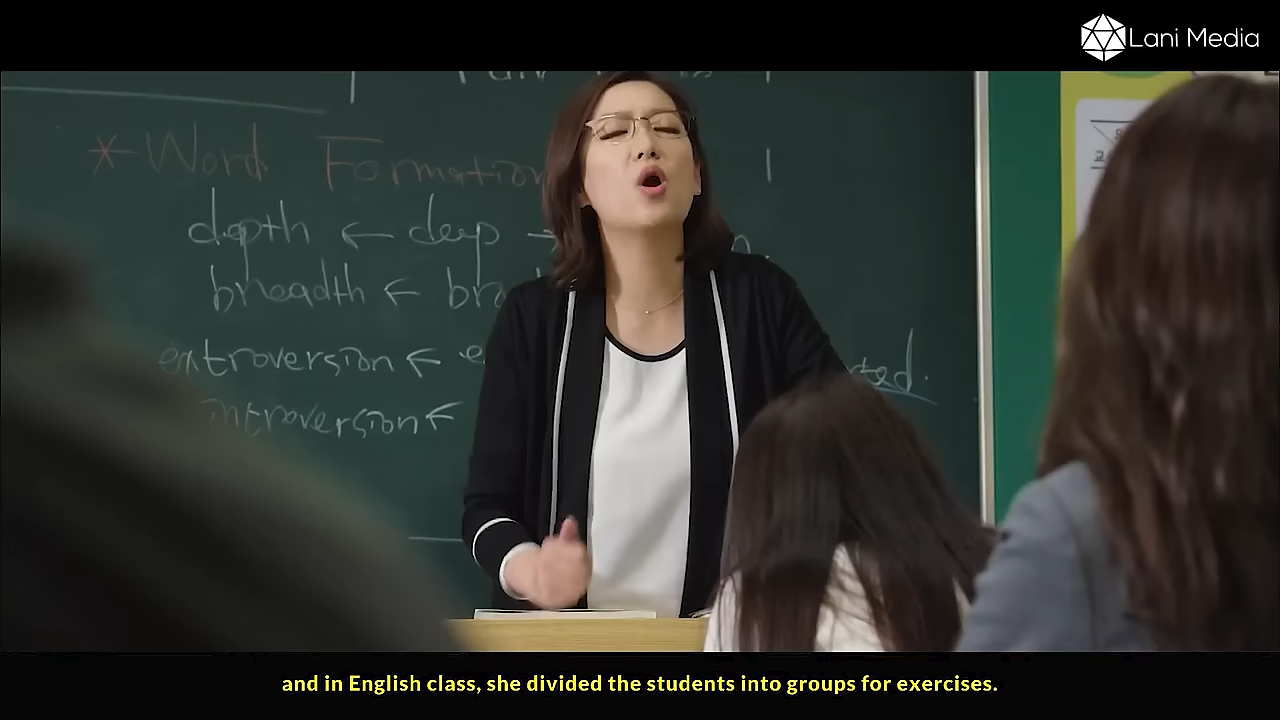 Lani Media
*Word Formation
depth ← deep →
breadth ← bro
extroversion ← e
introversion ←
and in English class, she divided the students into groups for exercises.